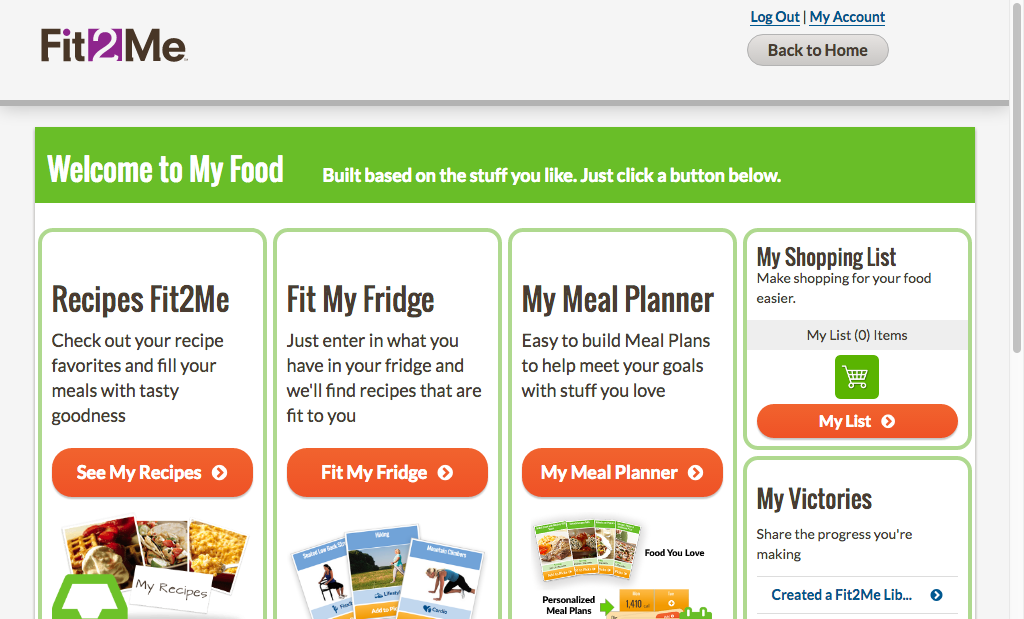 Log Out | My Account
Fit2Me
Back to Home
Welcome to My Food
Built based on the stuff you like. Just click a button below.
Recipes Fit2Me
Check out your recipe
favorites and fill your
meals with tasty
goodness
See My Recipes
My Recipes
Fit My Fridge
Just enter in what you
have in your fridge and
we'll find recipes that are
fit to you
Fit My Fridge
Hiking
Mountain Climbers
Lifestyle
Cardio
Add to
My Meal Planner
Easy to build Meal Plans
to help meet your goals
with stuff you love
My Meal Planner
Food You Love
Personalized
Meal Plans
1,410
My Shopping List
Make shopping for your food
easier.
My List (0) Items
My List
My Victories
Share the progress you're
making
Created a Fit2Me Lib...